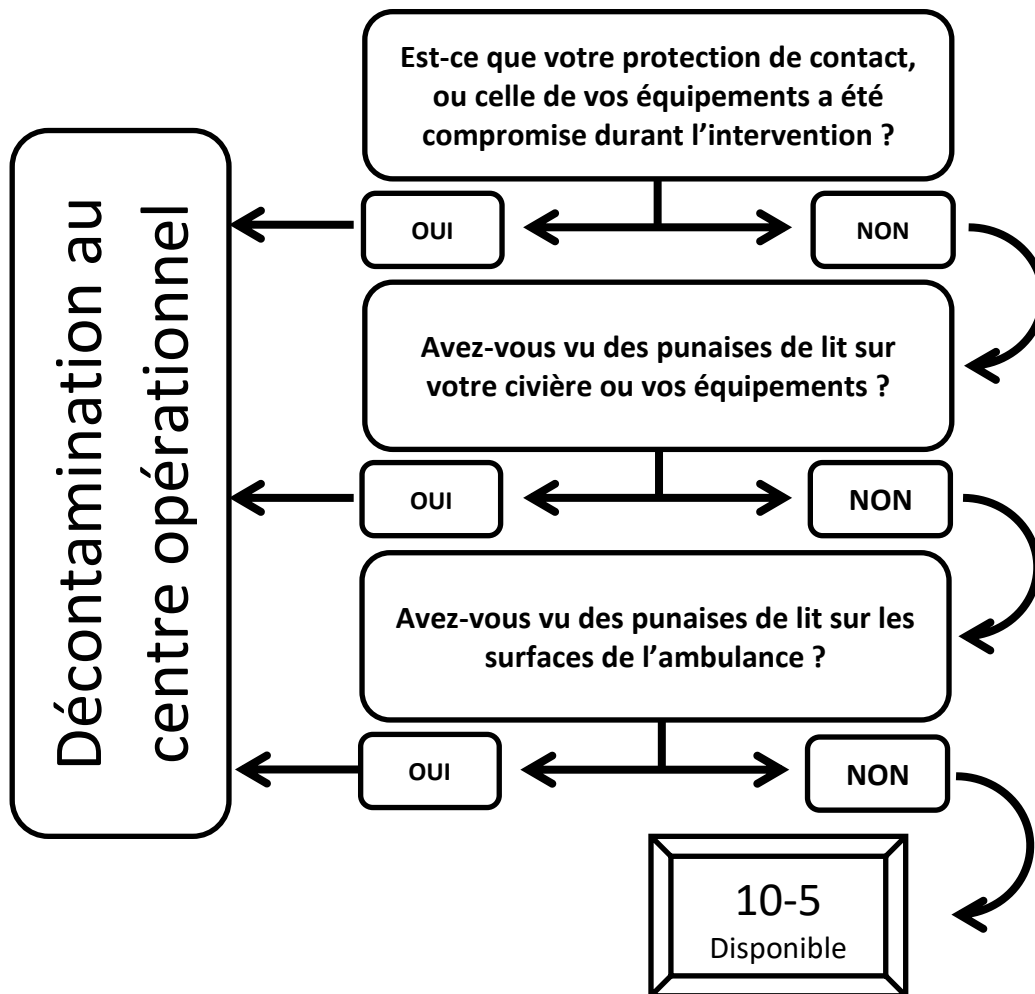 Est-ce que votre protection de contact,
ou celle de vos équipements a été
compromise durant l’intervention ?
OUI
NON
Avez-vous vu des punaises de lit sur
votre civière ou vos équipements ?
OUI
NON
Avez-vous vu des punaises de lit sur les
surfaces de l’ambulance ?
OUI
NON
Décontamination au
centre opérationnel
10-5
Disponible